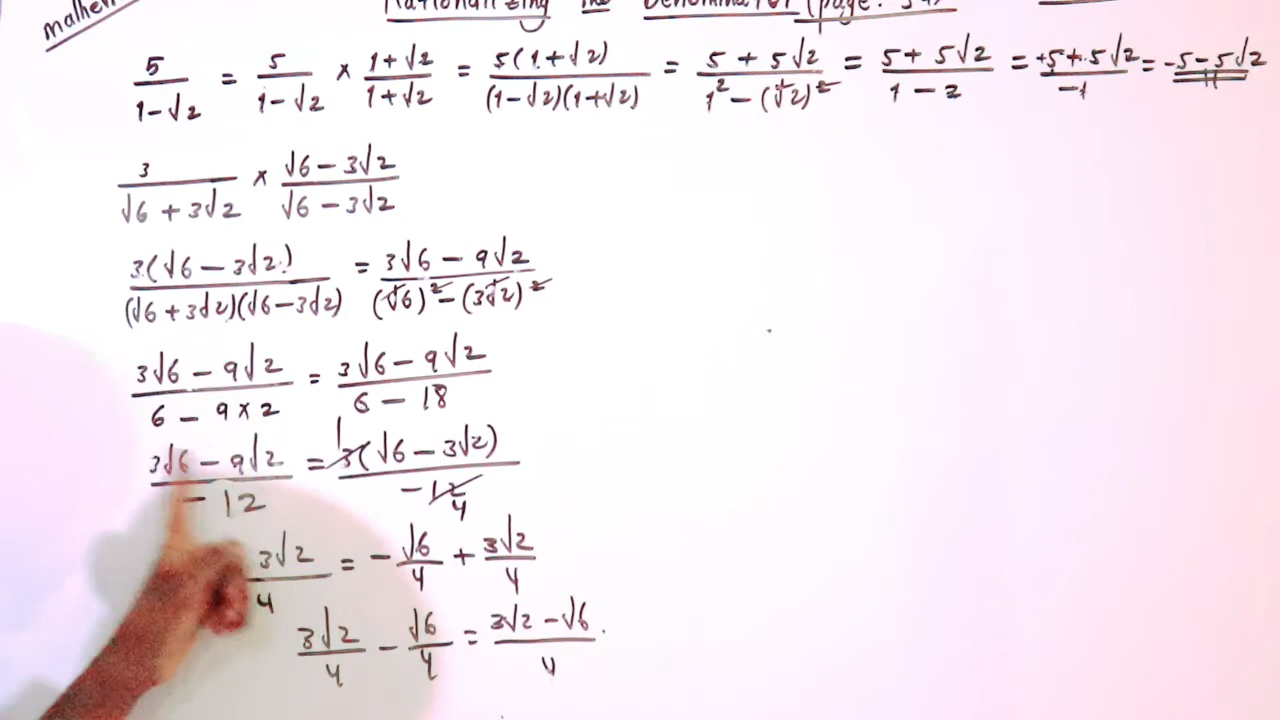 Rationalizing the Denominator (page:
5/(1-√2) = 5/(1-√2) × (1+√2)/(1+√2) = 5(1+√2)/((1-√2)(1+√2)) = (5+5√2)/(1²-(√2)²) = (5+5√2)/(1-2) = (+5+5√2)/(-1) = -5-5√2
3/(√6+3√2) × (√6-3√2)/(√6-3√2)
3(√6-3√2)/((√6+3√2)(√6-3√2)) = (3√6-9√2)/((√6)²-(3√2)²)
(3√6-9√2)/(6-9×2) = (3√6-9√2)/(6-18)
(3√6-9√2)/(-12) = 3(√6-3√2)/(-12) 1 4
3√2/4 = -√6/4 + 3√2/4
3√2/4 - √6/4 = (3√2-√6)/4.